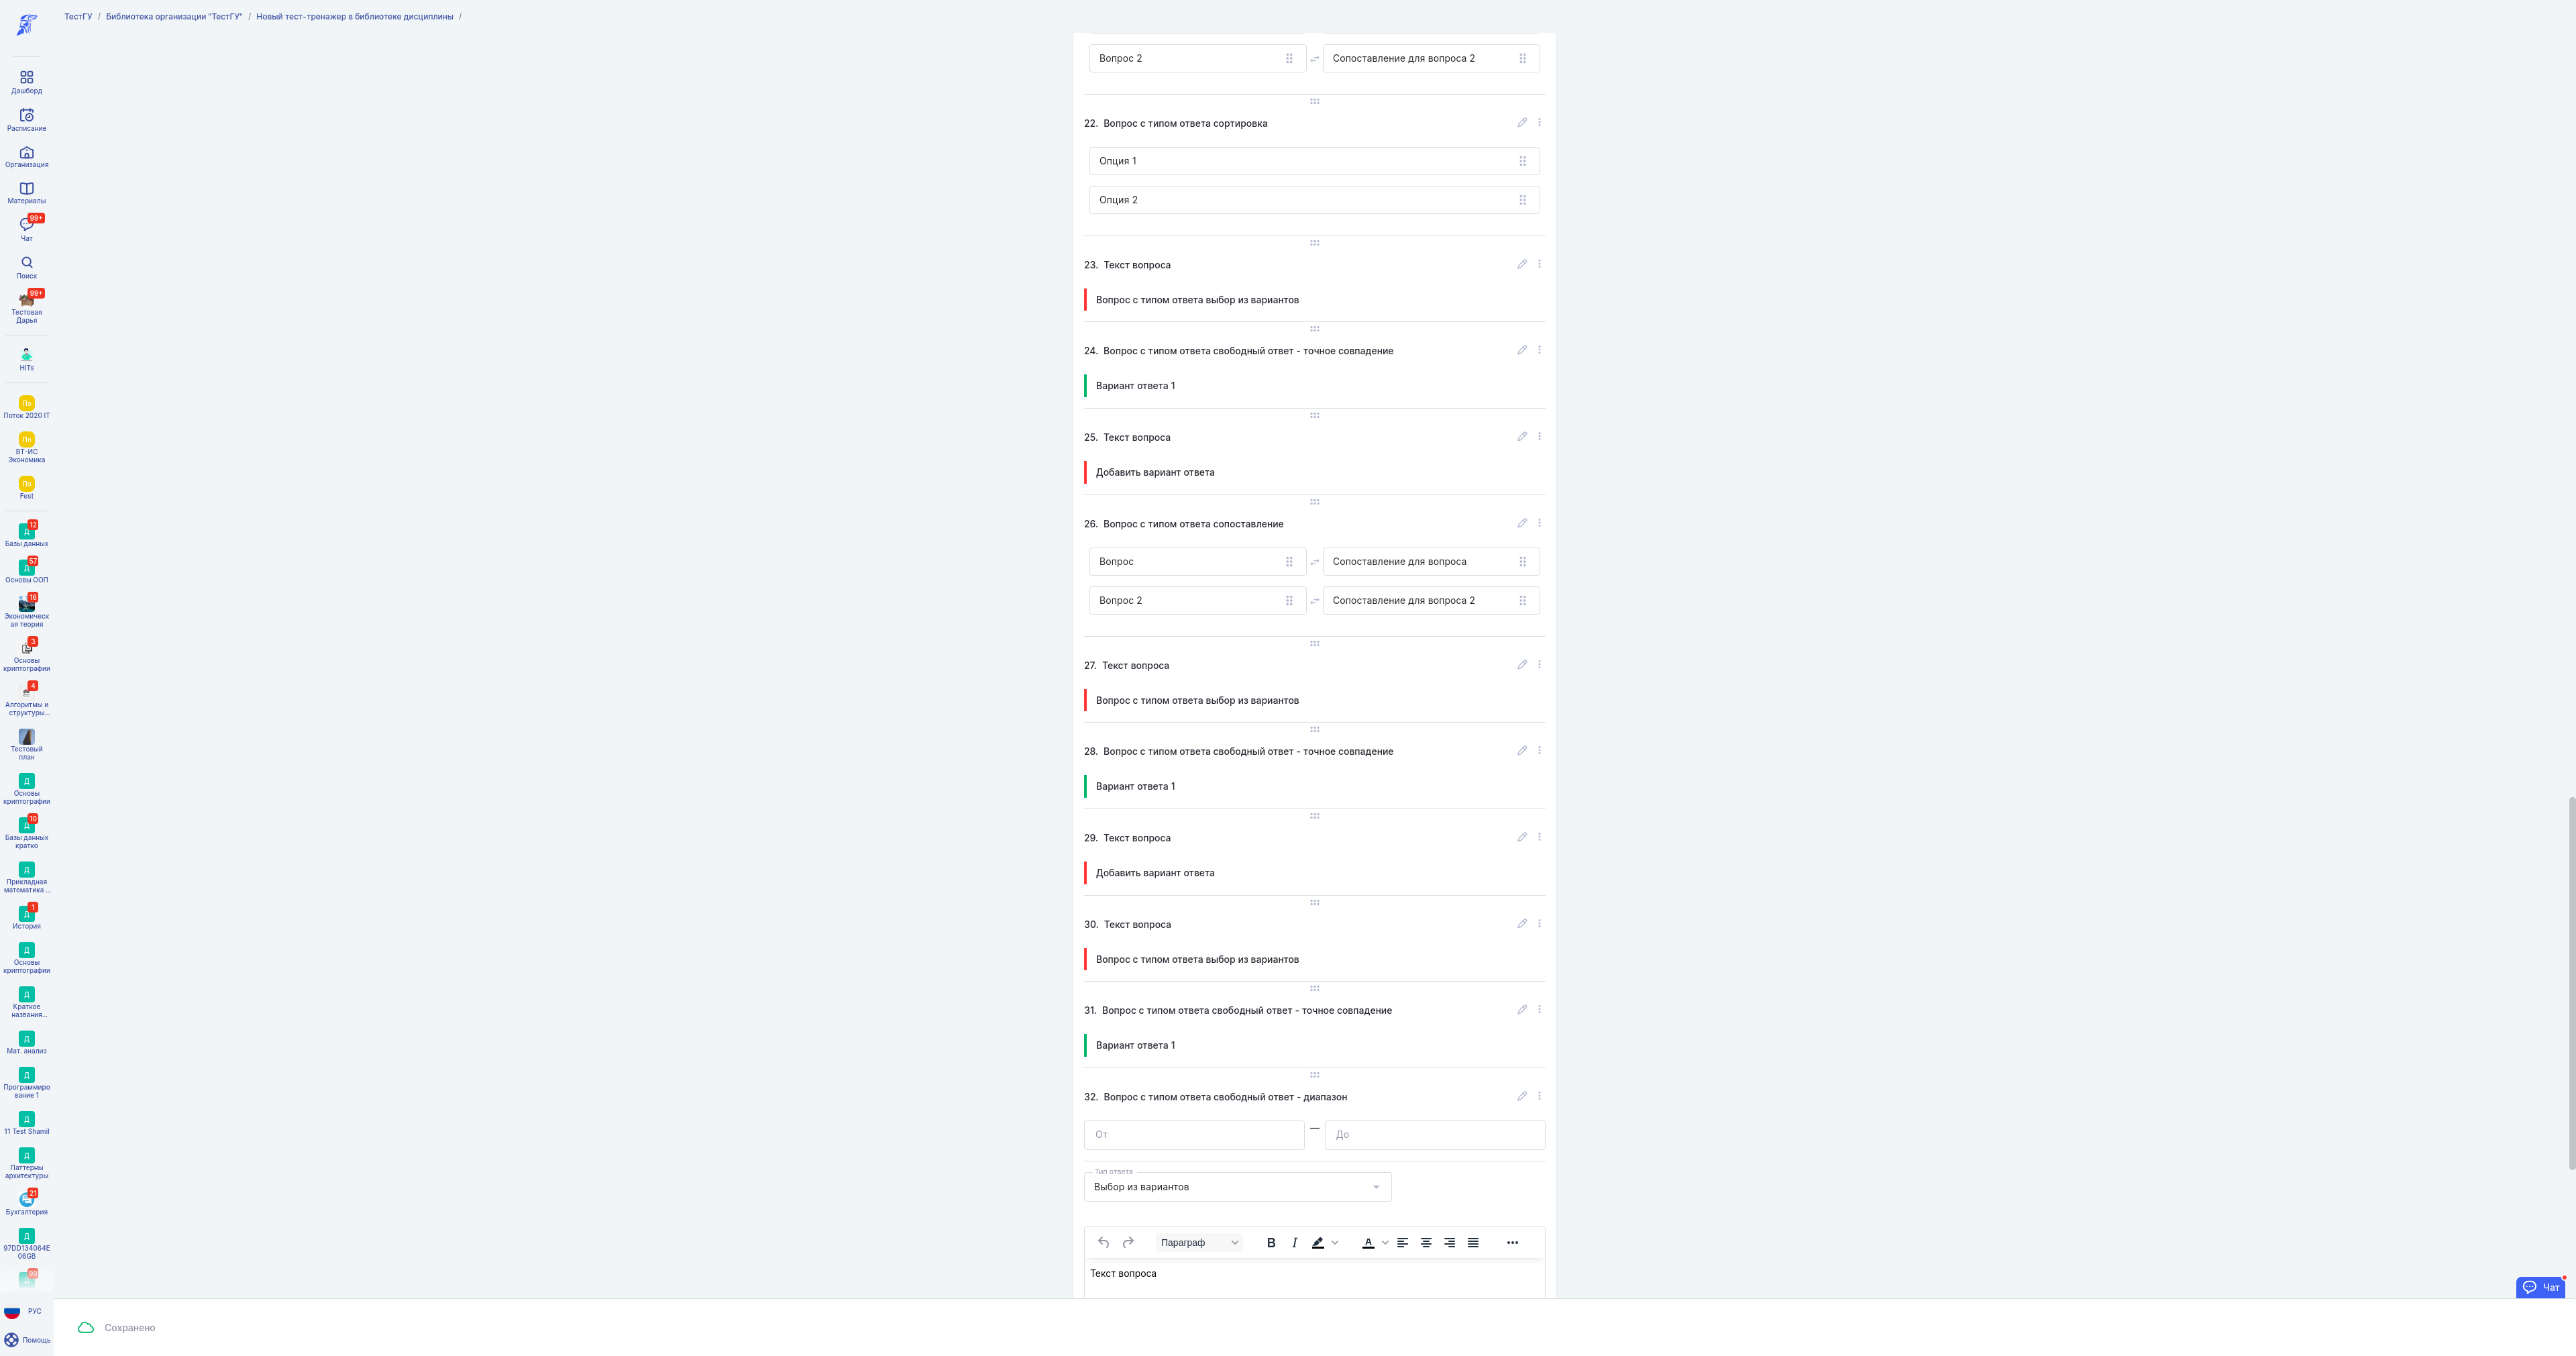 ТестГУ / Библиотека организации "ТестГУ" / Новый тест-тренажер в библиотеке дисциплины /
Дашборд
Расписание
Организация
Материалы
99+
Чат
Поиск
99+
Тестовая
Дарья
HITs
По
Поток 2020 IT
По
ВТ-ИС
Экономика
По
Fest
12
Д
Базы данных
57
Д
Основы ООП
16
Экономическ
ая теория
3
Основы
криптографии
4
Алгоритмы и
структуры...
Тестовый
план
Д
Основы
криптографии
10
Д
Базы данных
кратко
Д
Прикладная
математика ...
1
Д
История
Д
Основы
криптографии
Д
Краткое
названия...
Д
Мат. анализ
Д
Программиро
вание 1
Д
11 Test Shamil
Д
Паттерны
архитектуры
21
Бухгалтерия
Д
97DD134064E
06GB
99
Д
РУС
Помощь
Вопрос 2 Сопоставление для вопроса 2
22. Вопрос с типом ответа сортировка
Опция 1
Опция 2
23. Текст вопроса
Вопрос с типом ответа выбор из вариантов
24. Вопрос с типом ответа свободный ответ - точное совпадение
Вариант ответа 1
25. Текст вопроса
Добавить вариант ответа
26. Вопрос с типом ответа сопоставление
Вопрос Сопоставление для вопроса
Вопрос 2 Сопоставление для вопроса 2
27. Текст вопроса
Вопрос с типом ответа выбор из вариантов
28. Вопрос с типом ответа свободный ответ - точное совпадение
Вариант ответа 1
29. Текст вопроса
Добавить вариант ответа
30. Текст вопроса
Вопрос с типом ответа выбор из вариантов
31. Вопрос с типом ответа свободный ответ - точное совпадение
Вариант ответа 1
32. Вопрос с типом ответа свободный ответ - диапазон
От — До
Тип ответа
Выбор из вариантов
Параграф B I A
Текст вопроса
Чат
Сохранено